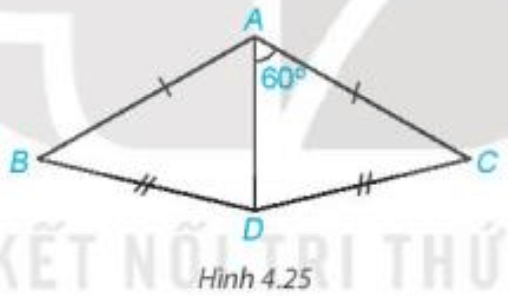 A
60°
B
C
D
KẾT NỐI TRI THỨ
Hình 4.25